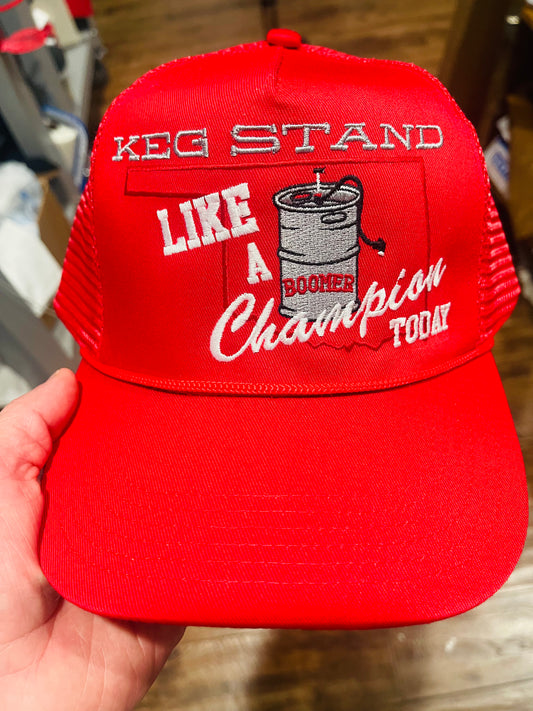 KEG STAND
LIKE
A
BOOMER
Champion
TODAY